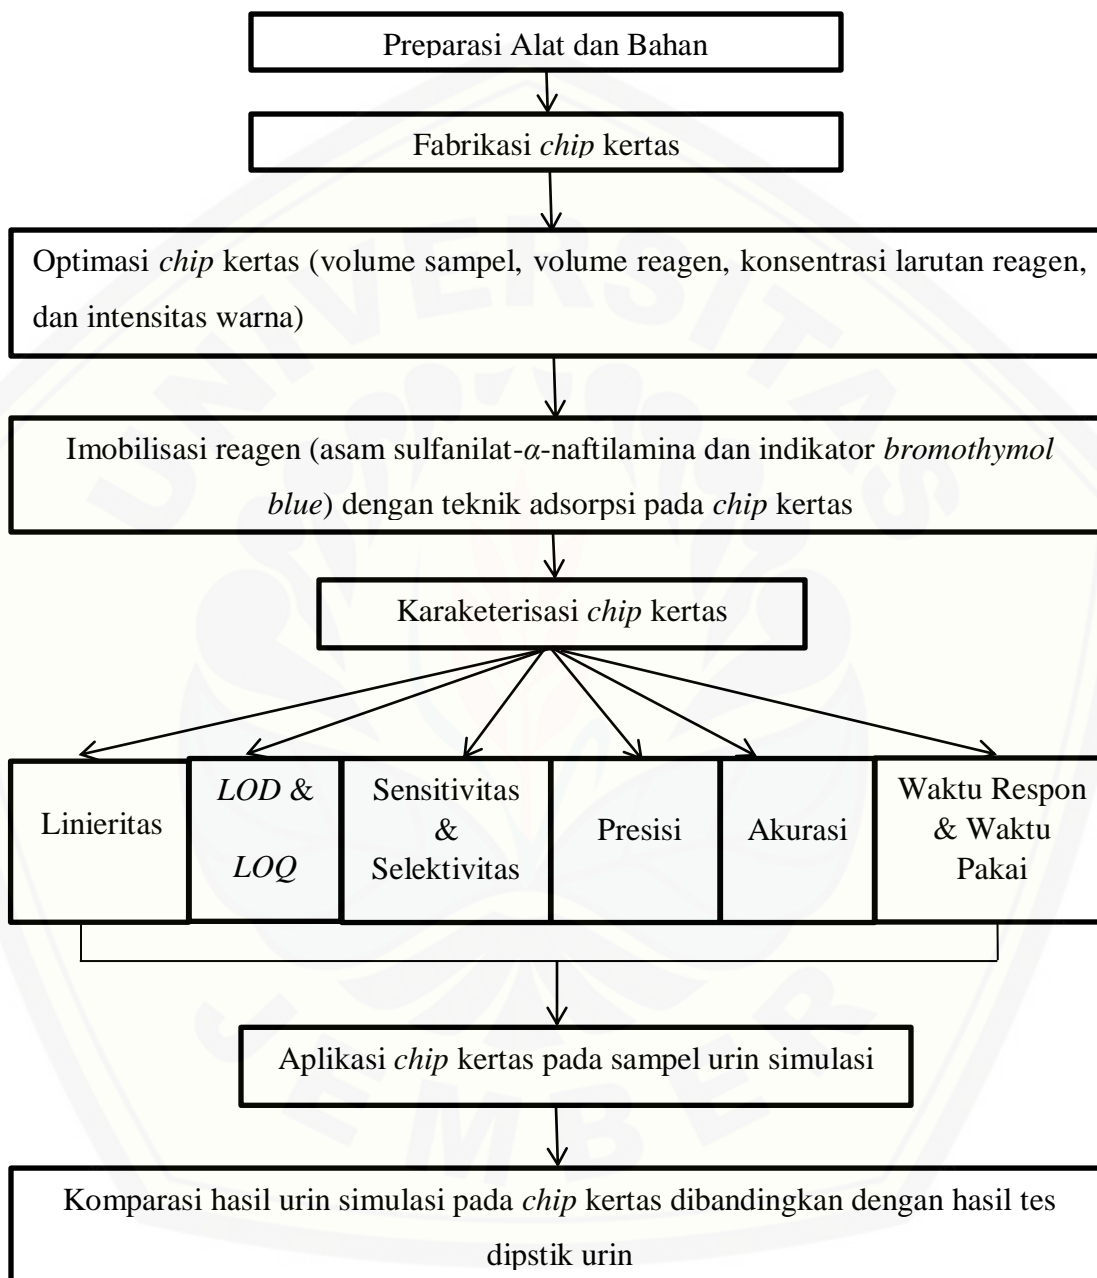 Preparasi Alat dan Bahan
Fabrikasi chip kertas
Optimasi chip kertas (volume sampel, volume reagen, konsentrasi larutan reagen,
dan intensitas warna)
Imobilisasi reagen (asam sulfanilat-α-naftilamina dan indikator bromothymol
blue) dengan teknik adsorpsi pada chip kertas
Karaketerisasi chip kertas
Linieritas
LOD &
LOQ
Sensitivitas
&
Selektivitas
Presisi
Akurasi
Waktu Respon
& Waktu
Pakai
Aplikasi chip kertas pada sampel urin simulasi
Komparasi hasil urin simulasi pada chip kertas dibandingkan dengan hasil tes
dipstik urin
UNIVERSITAS
JEMBER